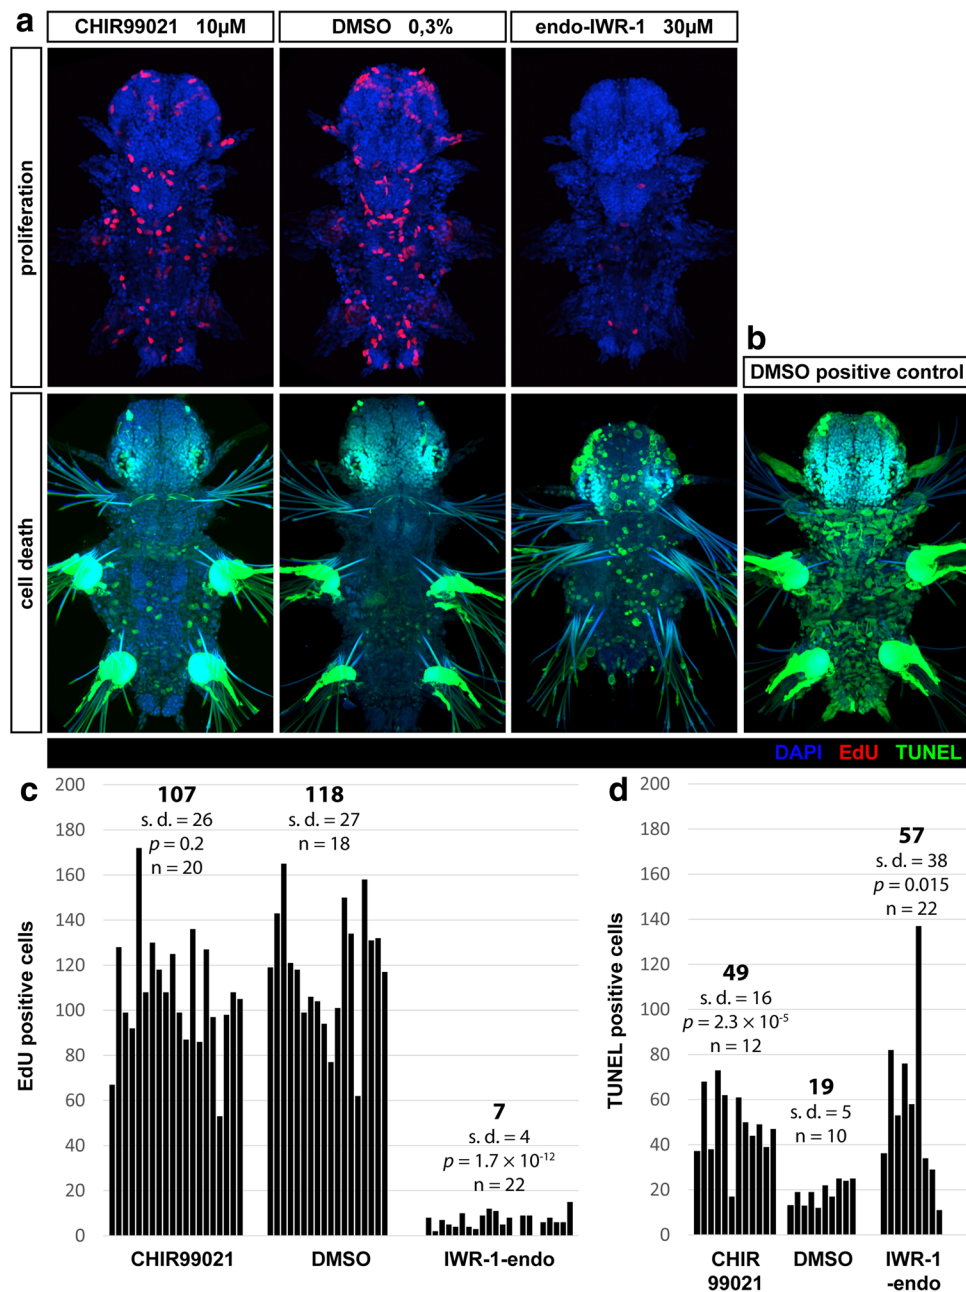 a
CHIR99021 10µM
DMSO 0,3%
endo-IWR-1 30µM
proliferation
b
DMSO positive control
cell death
DAPI EdU TUNEL
c
EdU positive cells
200
180
160
140
120
100
80
60
40
20
0
107
s. d. = 26
p = 0.2
n = 20
118
s. d. = 27
n = 18
7
s. d. = 4
p = 1.7 × 10-12
n = 22
CHIR99021
DMSO
IWR-1-endo
d
TUNEL positive cells
200
180
160
140
120
100
80
60
40
20
0
49
s. d. = 16
p = 2.3 × 10-5
n = 12
19
s. d. = 5
n = 10
57
s. d. = 38
p = 0.015
n = 22
CHIR
99021
DMSO
IWR-1
-endo